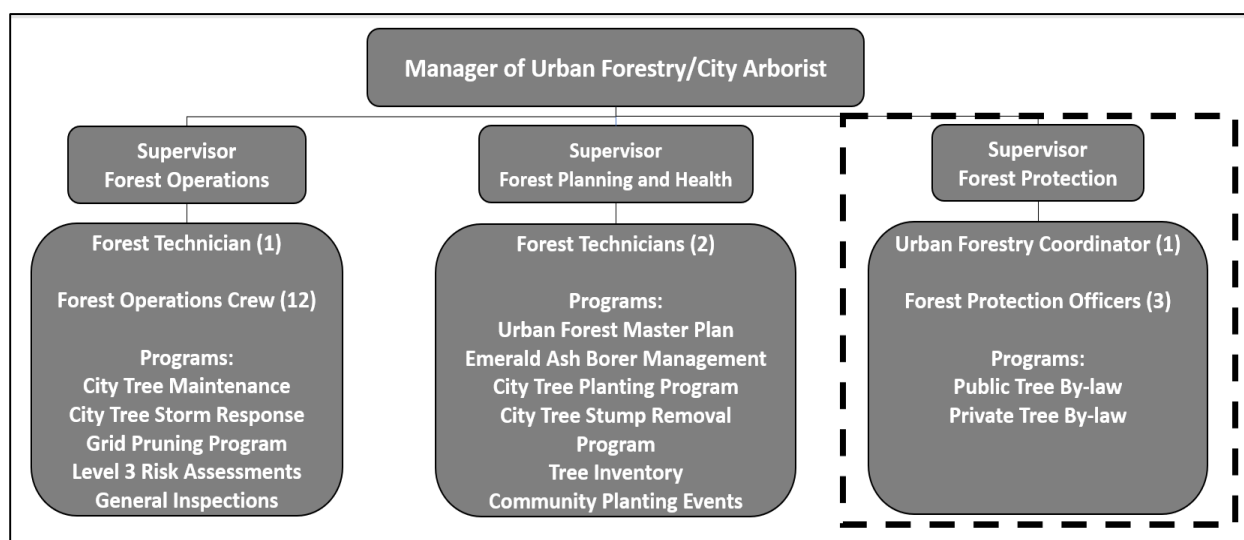 Manager of Urban Forestry/City Arborist
Supervisor
Forest Operations
Forest Technician (1)
Forest Operations Crew (12)
Programs:
City Tree Maintenance
City Tree Storm Response
Grid Pruning Program
Level 3 Risk Assessments
General Inspections
Supervisor
Forest Planning and Health
Forest Technicians (2)
Programs:
Urban Forest Master Plan
Emerald Ash Borer Management
City Tree Planting Program
City Tree Stump Removal
Program
Tree Inventory
Community Planting Events
Supervisor
Forest Protection
Urban Forestry Coordinator (1)
Forest Protection Officers (3)
Programs:
Public Tree By-law
Private Tree By-law